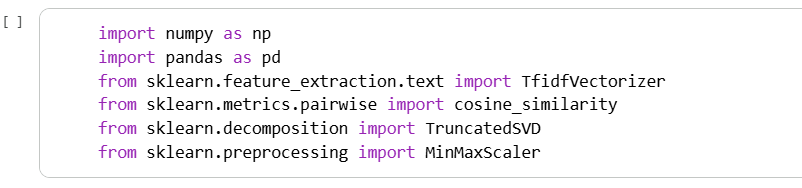 [ ]
import numpy as np
import pandas as pd
from sklearn.feature_extraction.text import TfidfVectorizer
from sklearn.metrics.pairwise import cosine_similarity
from sklearn.decomposition import TruncatedSVD
from sklearn.preprocessing import MinMaxScaler